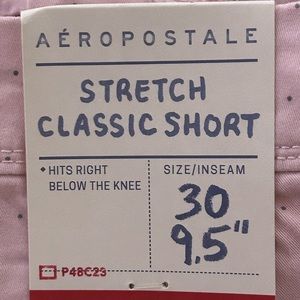 AÉROPOSTALE
STRETCH
CLASSIC SHORT
• HITS RIGHT
BELOW THE KNEE
SIZE/INSEAM
30
9.5"
P48C23